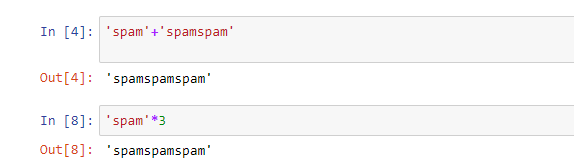 In [4]: 'spam'+'spamspam'
Out[4]: 'spamspamspam'
In [8]: 'spam'*3
Out[8]: 'spamspamspam'